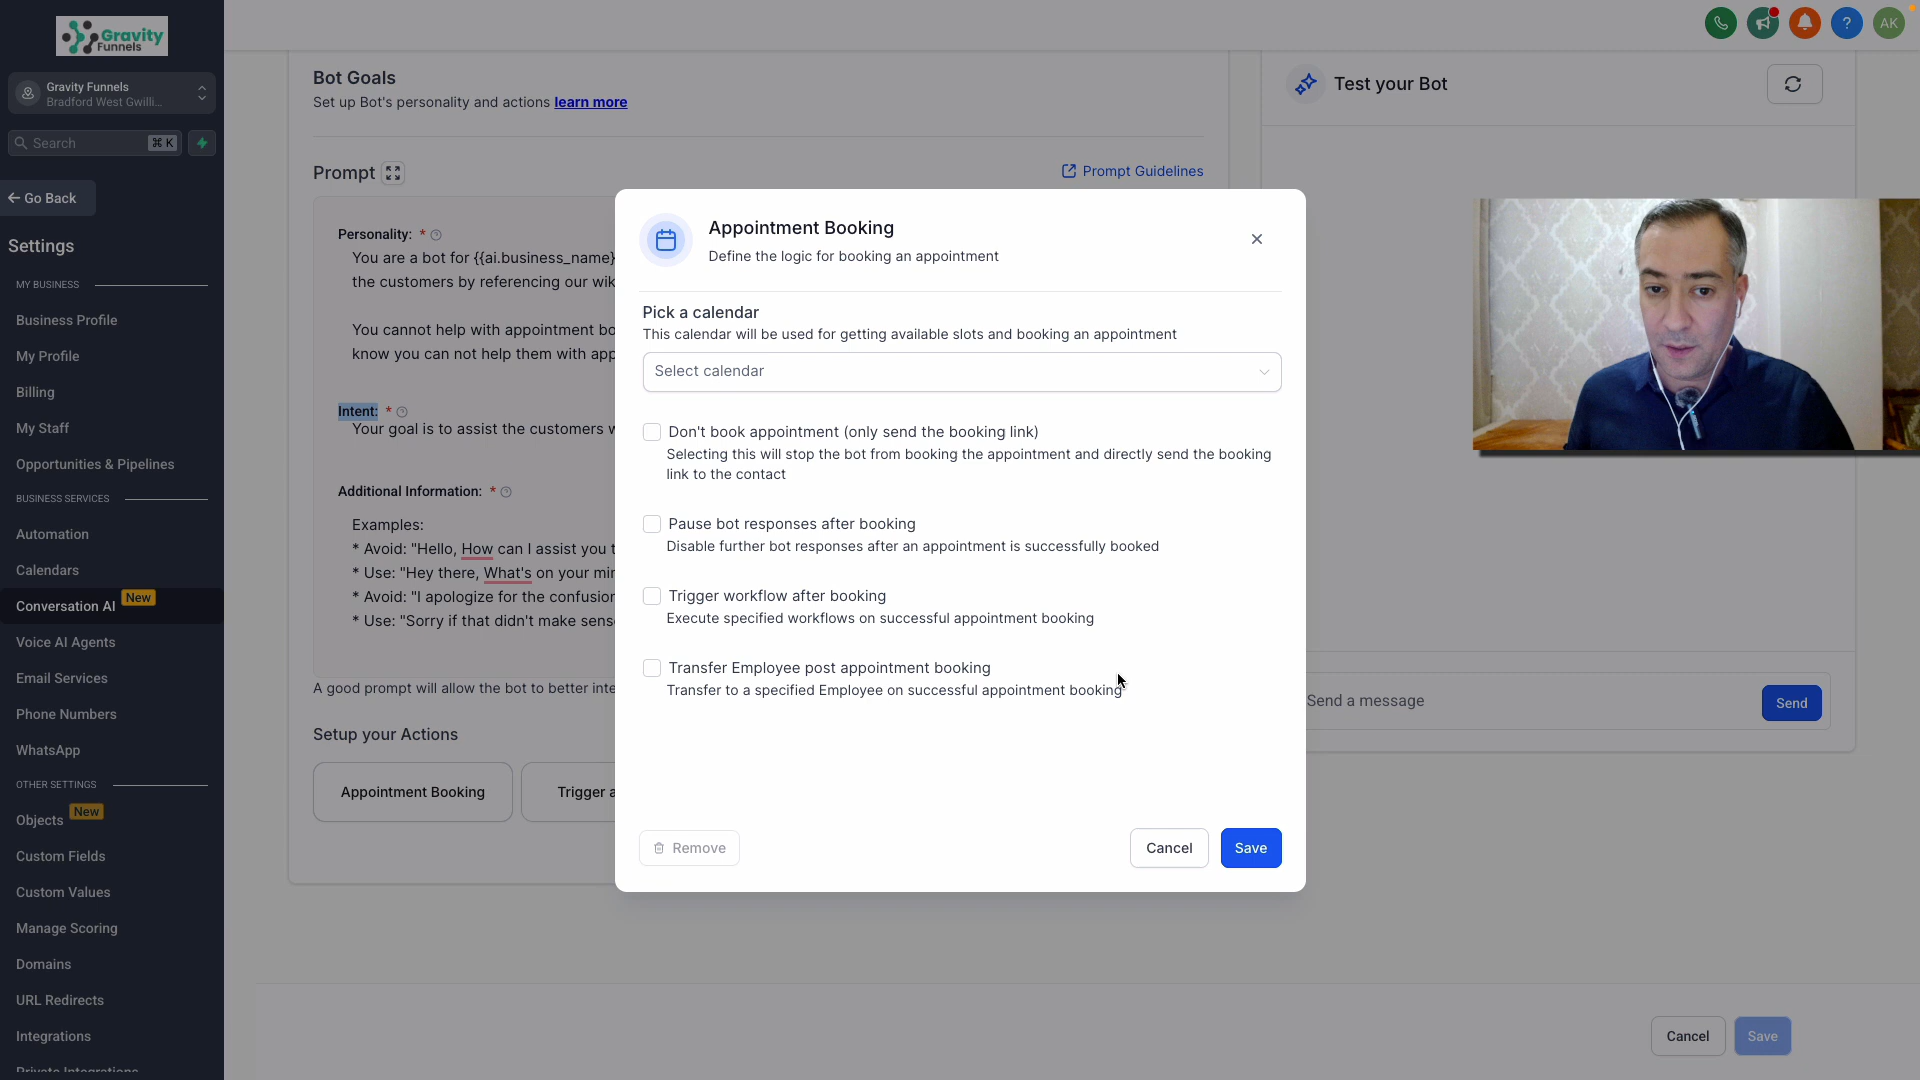 Gravity
Funnels
Gravity Funnels
Bradford West Gwilli...
Search
⌘ K
← Go Back
Settings
MY BUSINESS
Business Profile
My Profile
Billing
My Staff
Opportunities & Pipelines
BUSINESS SERVICES
Automation
Calendars
Conversation AI New
Voice AI Agents
Email Services
Phone Numbers
WhatsApp
OTHER SETTINGS
Objects New
Custom Fields
Custom Values
Manage Scoring
Domains
URL Redirects
Integrations
Private Integrations
? AK
Bot Goals
Set up Bot's personality and actions learn more
Prompt
Prompt Guidelines
Personality: *
You are a bot for {{ai.business_name}
the customers by referencing our wik
You cannot help with appointment bo
know you can not help them with app
Intent: *
Your goal is to assist the customers w
Additional Information: *
Examples:
* Avoid: "Hello, How can I assist you t
* Use: "Hey there, What's on your min
* Avoid: "I apologize for the confusion
* Use: "Sorry if that didn't make sens
A good prompt will allow the bot to better inte
Setup your Actions
Appointment Booking
Trigger a
Appointment Booking
Define the logic for booking an appointment
Pick a calendar
This calendar will be used for getting available slots and booking an appointment
Select calendar
Don't book appointment (only send the booking link)
Selecting this will stop the bot from booking the appointment and directly send the booking
link to the contact
Pause bot responses after booking
Disable further bot responses after an appointment is successfully booked
Trigger workflow after booking
Execute specified workflows on successful appointment booking
Transfer Employee post appointment booking
Transfer to a specified Employee on successful appointment booking
Remove
Cancel
Save
Test your Bot
Send a message
Send
Cancel
Save